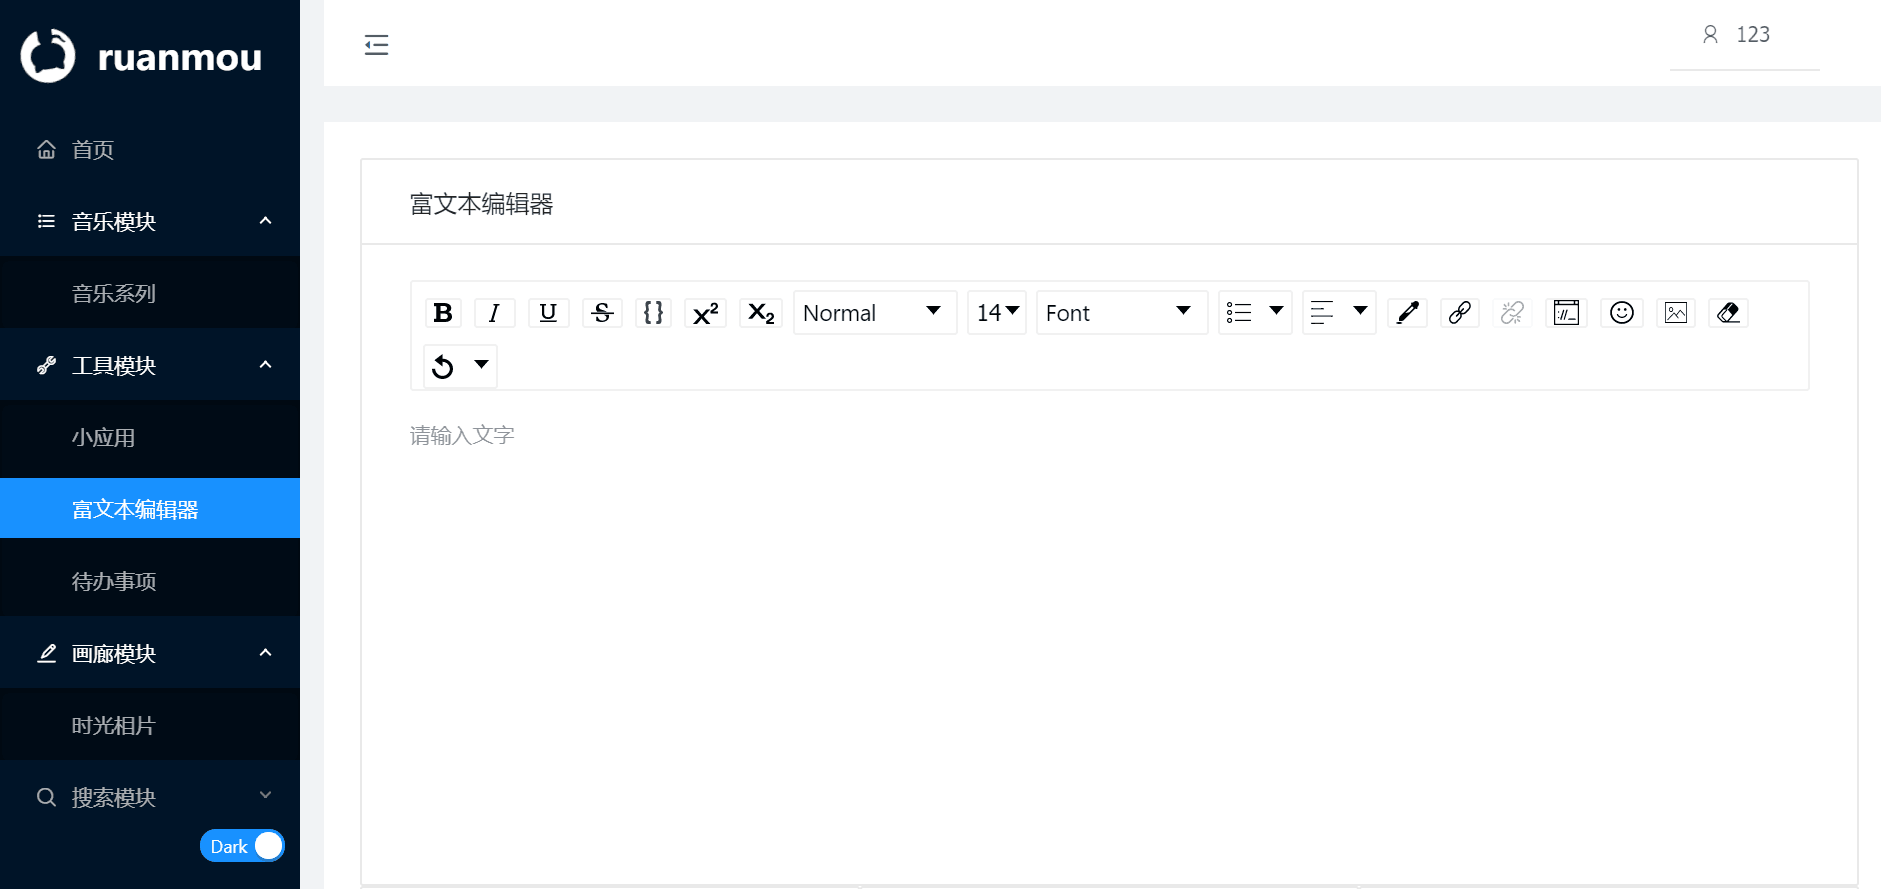 ruanmou
首页
音乐模块
音乐系列
工具模块
小应用
富文本编辑器
待办事项
画廊模块
时光相片
搜索模块
Dark
123
富文本编辑器
B I U S {} x² X₂ Normal 14 Font
请输入文字